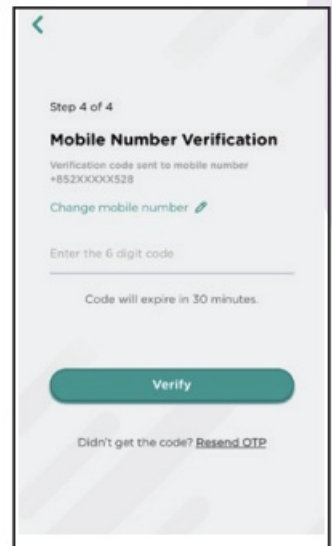 Step 4 of 4
Mobile Number Verification
Verification code sent to mobile number
+852XXXXX528
Change mobile number
Enter the 6 digit code
Code will expire in 30 minutes.
Verify
Didn't get the code? Resend OTP